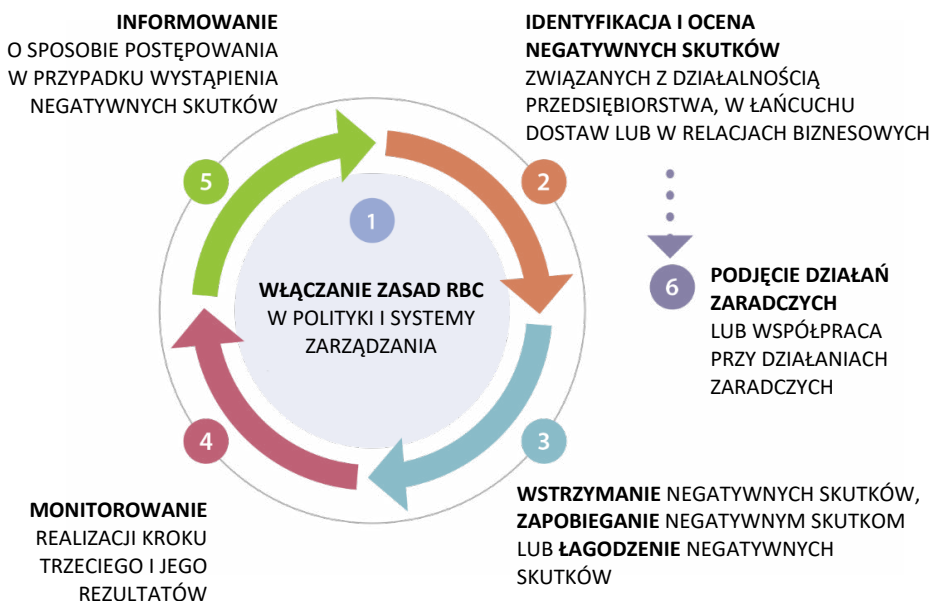 INFORMOWANIE
O SPOSOBIE POSTĘPOWANIA
W PRZYPADKU WYSTĄPIENIA
NEGATYWNYCH SKUTKÓW
IDENTYFIKACJA I OCENA
NEGATYWNYCH SKUTKÓW
ZWIĄZANYCH Z DZIAŁALNOŚCIĄ
PRZEDSIĘBIORSTWA, W ŁAŃCUCHU
DOSTAW LUB W RELACJACH BIZNESOWYCH
5
2
1
WŁĄCZANIE ZASAD RBC
W POLITYKI I SYSTEMY
ZARZĄDZANIA
6
PODJĘCIE DZIAŁAŃ
ZARADCZYCH
LUB WSPÓŁPRACA
PRZY DZIAŁANIACH
ZARADCZYCH
4
3
MONITOROWANIE
REALIZACJI KROKU
TRZECIEGO I JEGO
REZULTATÓW
WSTRZYMANIE NEGATYWNYCH SKUTKÓW,
ZAPOBIEGANIE NEGATYWNYM SKUTKOM
LUB ŁAGODZENIE NEGATYWNYCH
SKUTKÓW